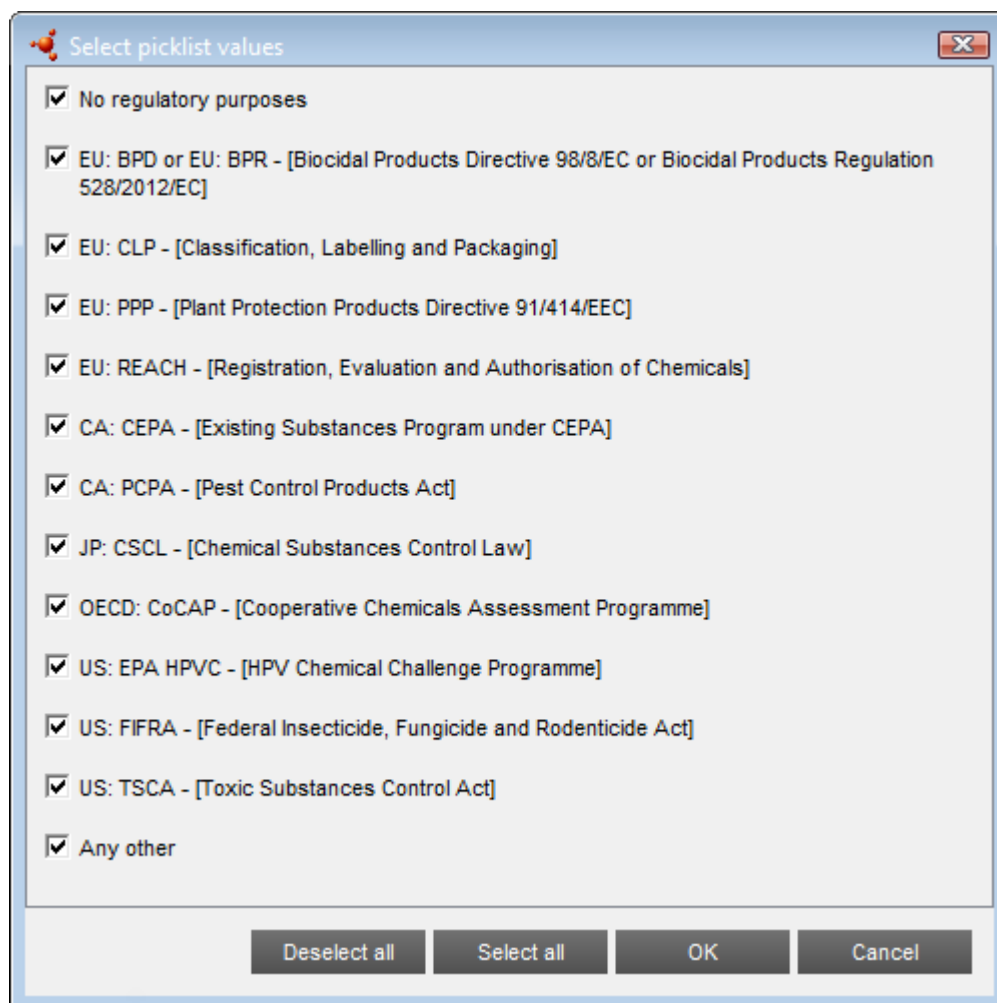 Select picklist values
No regulatory purposes
EU: BPD or EU: BPR - [Biocidal Products Directive 98/8/EC or Biocidal Products Regulation
528/2012/EC]
EU: CLP - [Classification, Labelling and Packaging]
EU: PPP - [Plant Protection Products Directive 91/414/EEC]
EU: REACH - [Registration, Evaluation and Authorisation of Chemicals]
CA: CEPA - [Existing Substances Program under CEPA]
CA: PCPA - [Pest Control Products Act]
JP: CSCL - [Chemical Substances Control Law]
OECD: CoCAP - [Cooperative Chemicals Assessment Programme]
US: EPA HPVC - [HPV Chemical Challenge Programme]
US: FIFRA - [Federal Insecticide, Fungicide and Rodenticide Act]
US: TSCA - [Toxic Substances Control Act]
Any other
Deselect all Select all OK Cancel